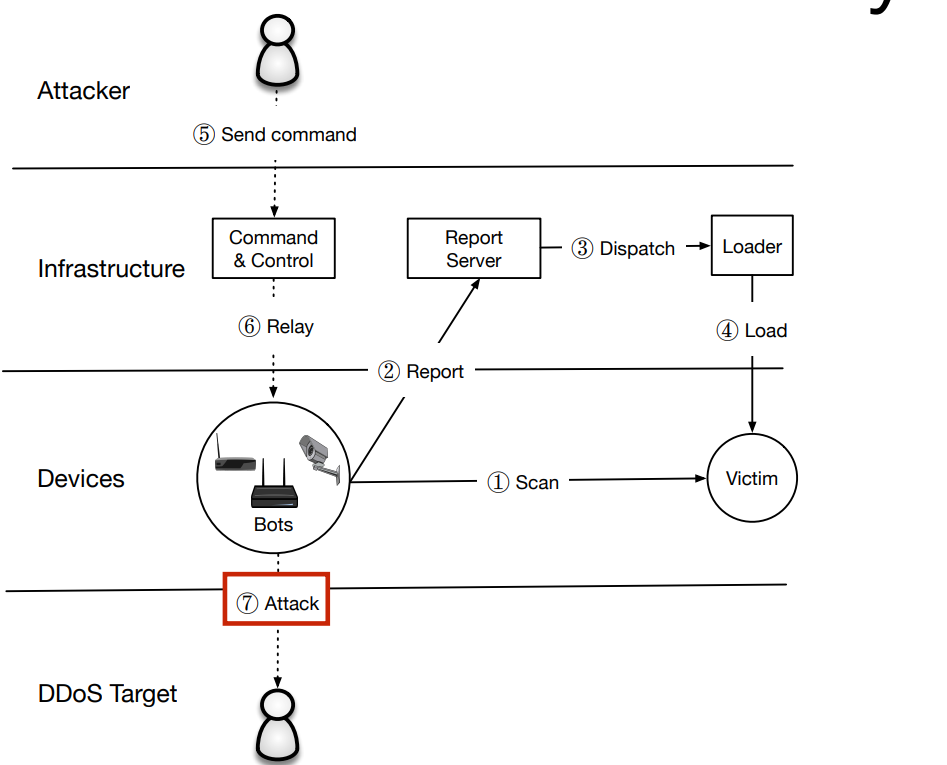 Attacker
⑤ Send command
Infrastructure
Command
& Control
Report
Server
③ Dispatch
Loader
⑥ Relay
④ Load
② Report
Devices
Bots
① Scan
Victim
⑦ Attack
DDoS Target